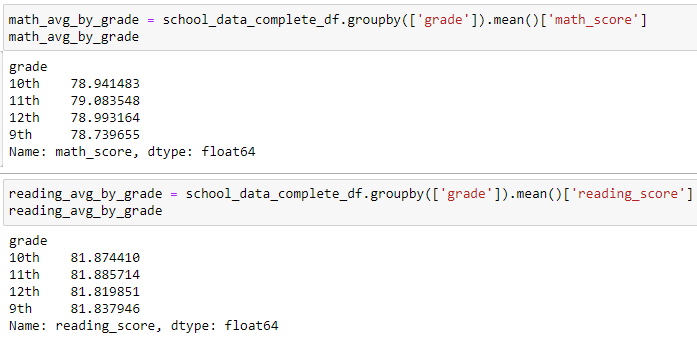 math_avg_by_grade = school_data_complete_df.groupby(['grade']).mean()['math_score']
math_avg_by_grade
grade
10th    78.941483
11th    79.083548
12th    78.993164
9th     78.739655
Name: math_score, dtype: float64
reading_avg_by_grade = school_data_complete_df.groupby(['grade']).mean()['reading_score']
reading_avg_by_grade
grade
10th    81.874410
11th    81.885714
12th    81.819851
9th     81.837946
Name: reading_score, dtype: float64